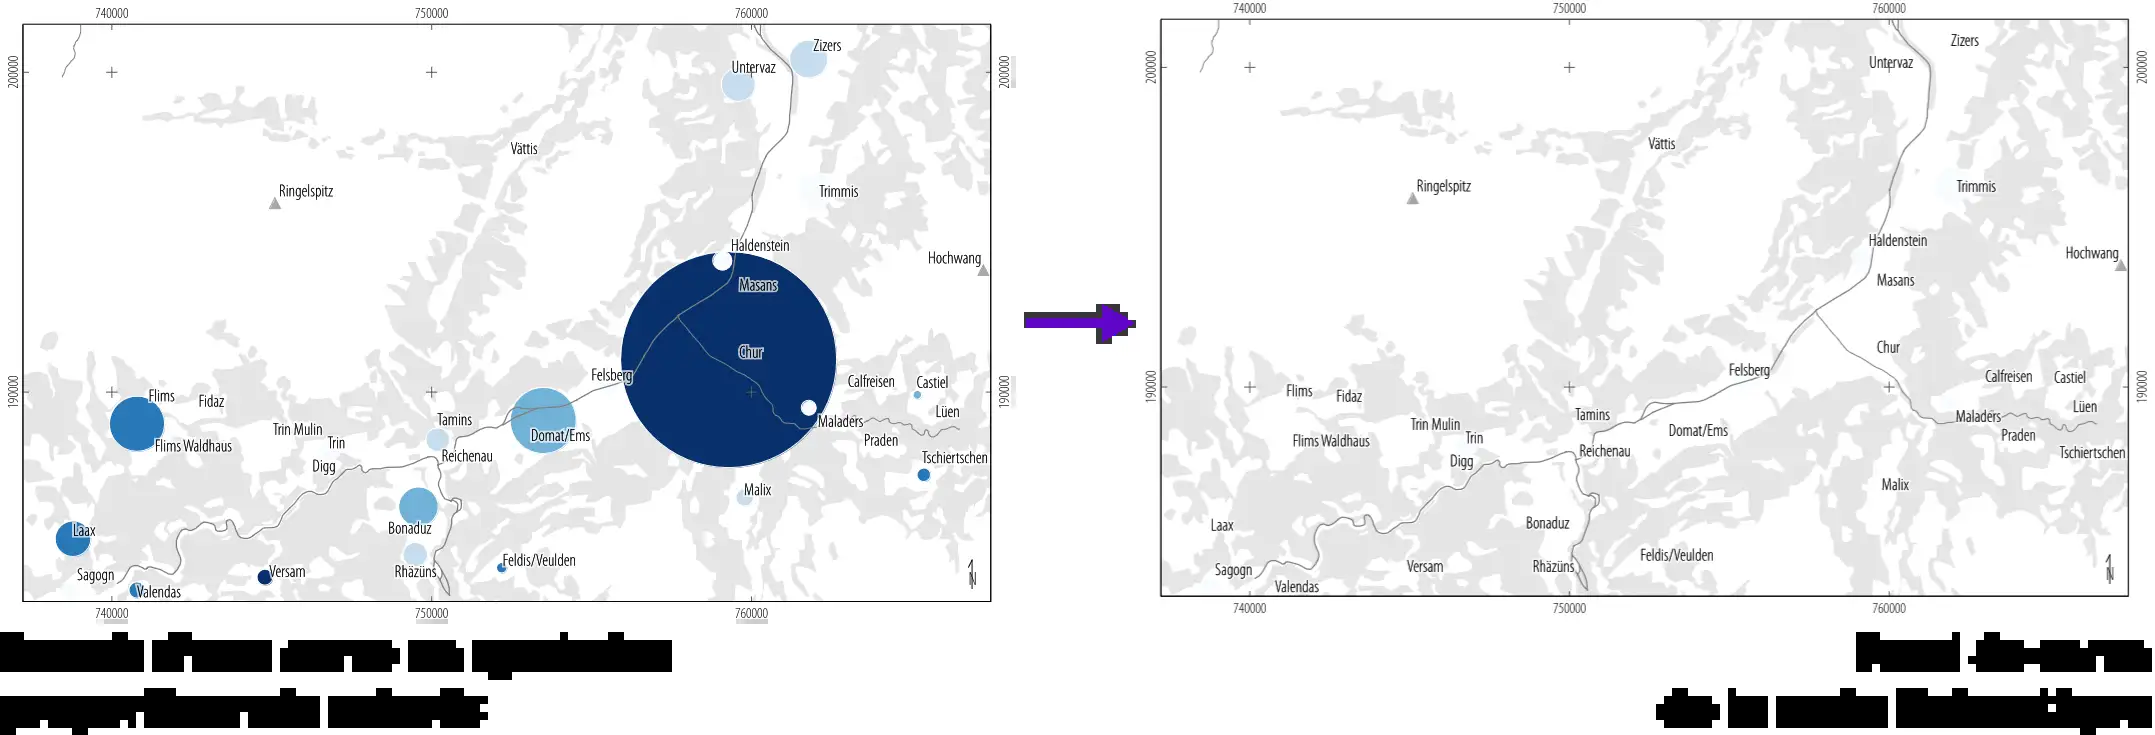 740000
750000
760000
200000
200000
Zizers
Untervaz
Vättis
Ringelspitz
Trimmis
Haldenstein
Hochwang
Masans
Chur
Felsberg
Calfreisen
Castiel
190000
190000
Flims
Fidaz
Lüen
Tamins
Maladers
Trin Mulin
Domat/Ems
Praden
Trin
Flims Waldhaus
Reichenau
Tschiertschen
Digg
Malix
Laax
Bonaduz
Feldis/Veulden
Sagogn
Versam
Rhäzüns
Valendas
N
740000
750000
760000
740000
750000
760000
200000
200000
Zizers
Untervaz
Vättis
Ringelspitz
Trimmis
Haldenstein
Hochwang
Masans
Chur
Felsberg
Calfreisen
Castiel
190000
190000
Flims
Fidaz
Lüen
Tamins
Maladers
Trin Mulin
Domat/Ems
Praden
Trin
Flims Waldhaus
Reichenau
Tschiertschen
Digg
Malix
Laax
Bonaduz
Feldis/Veulden
Sagogn
Versam
Rhäzüns
Valendas
N
740000
750000
760000